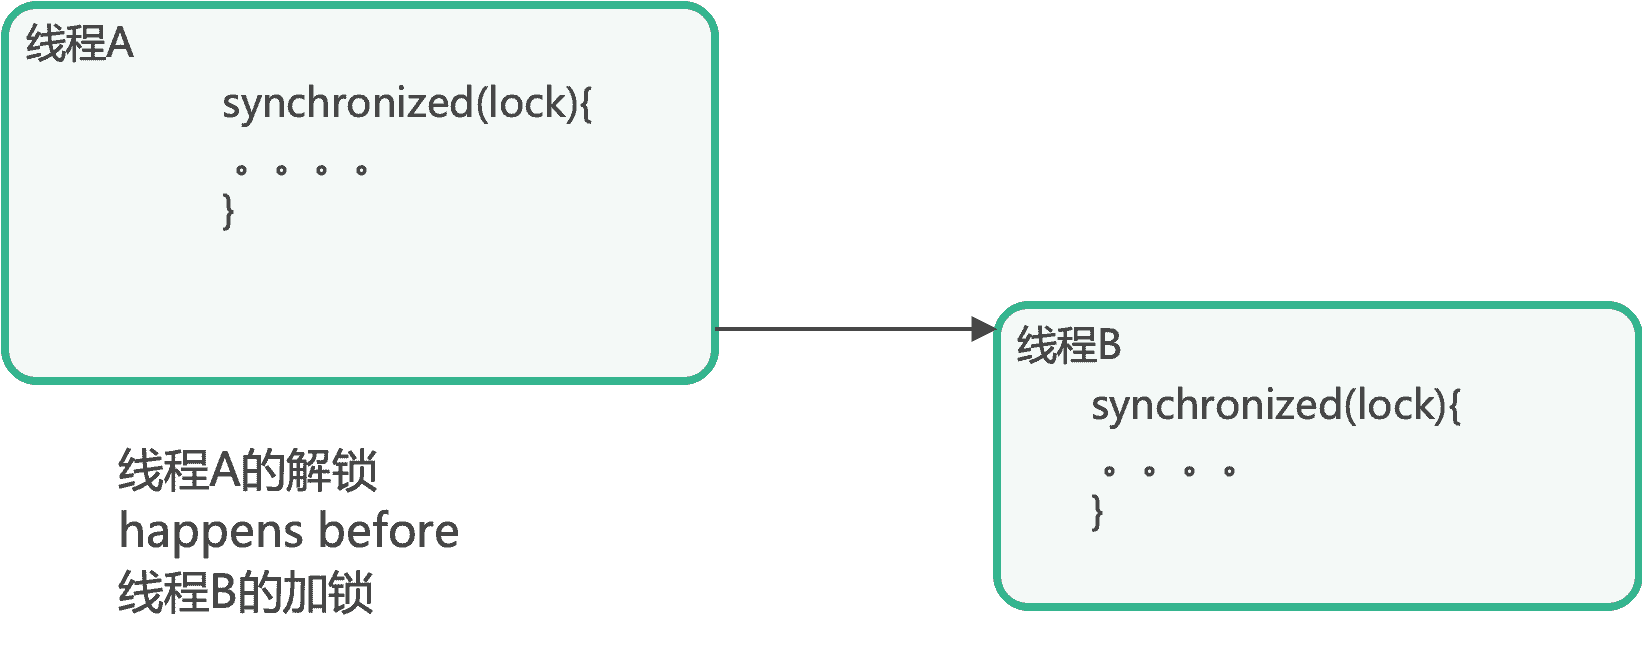 线程A
synchronized(lock){
。。。。
}
线程B
synchronized(lock){
。。。。
}
线程A的解锁
happens before
线程B的加锁